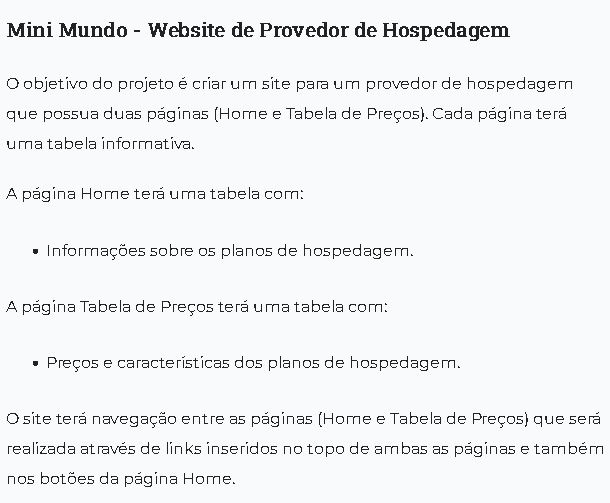 Mini Mundo - Website de Provedor de Hospedagem
O objetivo do projeto é criar um site para um provedor de hospedagem
que possua duas páginas (Home e Tabela de Preços). Cada página terá
uma tabela informativa.
A página Home terá uma tabela com:
• Informações sobre os planos de hospedagem.
A página Tabela de Preços terá uma tabela com:
• Preços e características dos planos de hospedagem.
O site terá navegação entre as páginas (Home e Tabela de Preços) que será
realizada através de links inseridos no topo de ambas as páginas e também
nos botões da página Home.